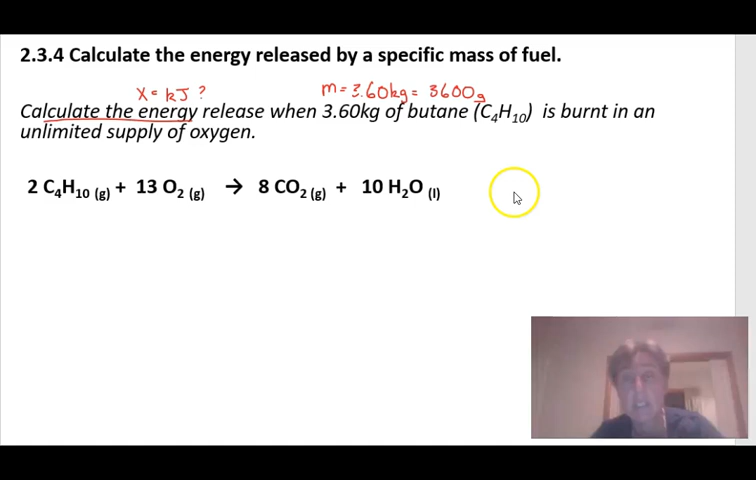 2.3.4 Calculate the energy released by a specific mass of fuel.
x = kJ ? m = 3.60kg = 3600g
Calculate the energy release when 3.60kg of butane (C₄H₁₀) is burnt in an
unlimited supply of oxygen.
2 C₄H₁₀ (g) + 13 O₂ (g) → 8 CO₂ (g) + 10 H₂O (l)